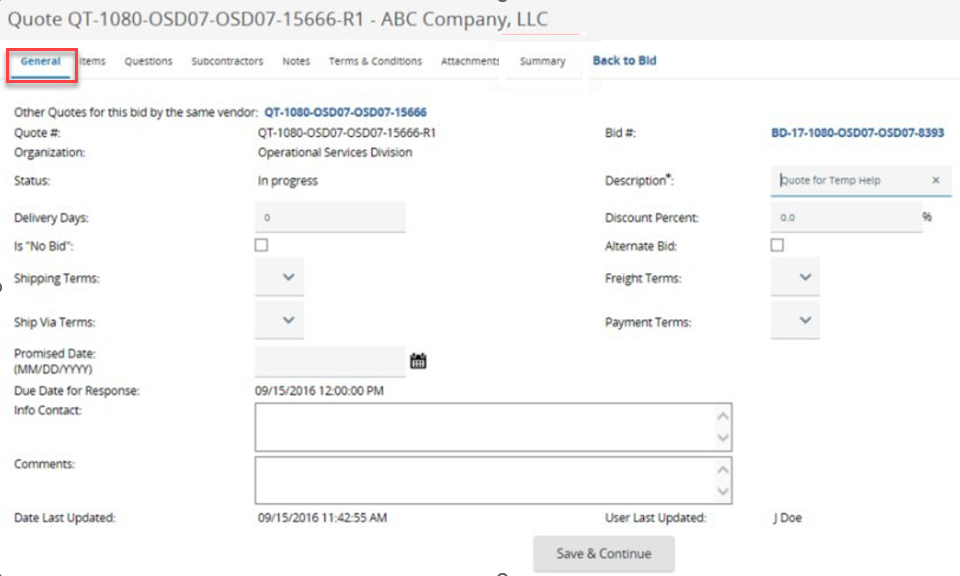 Quote QT-1080-OSD07-OSD07-15666-R1 - ABC Company, LLC
General Items Questions Subcontractors Notes Terms & Conditions Attachments Summary Back to Bid
Other Quotes for this bid by the same vendor: QT-1080-OSD07-OSD07-15666
Quote #: QT-1080-OSD07-OSD07-15666-R1 Bid #: BD-17-1080-OSD07-OSD07-8393
Organization: Operational Services Division
Status: In progress Description*: Quote for Temp Help ×
Delivery Days: 0 Discount Percent: 0.0 %
Is "No Bid": Alternate Bid:
Shipping Terms: Freight Terms:
Ship Via Terms: Payment Terms:
Promised Date:
(MM/DD/YYYY)
Due Date for Response: 09/15/2016 12:00:00 PM
Info Contact:
Comments:
Date Last Updated: 09/15/2016 11:42:55 AM User Last Updated: J Doe
Save & Continue